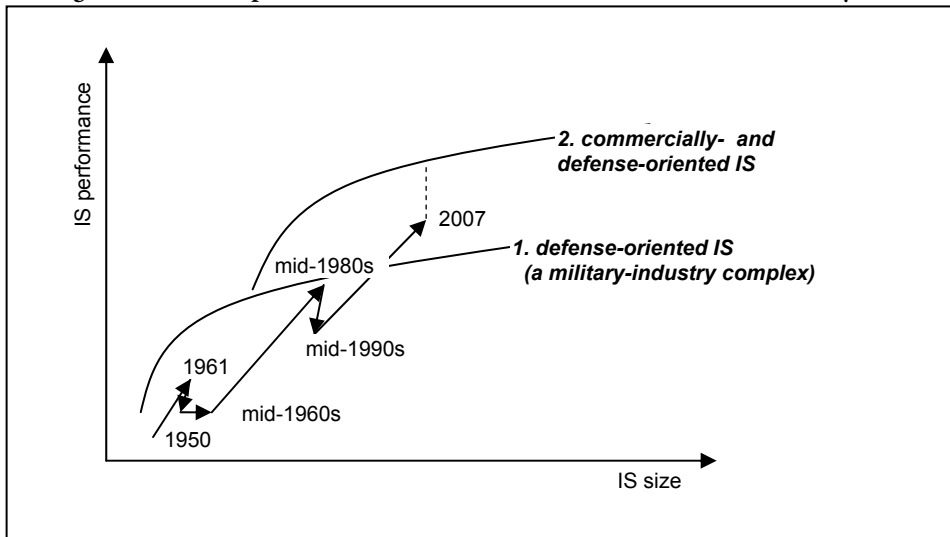 IS performance
2. commercially- and
defense-oriented IS
2007
1. defense-oriented IS
(a military-industry complex)
mid-1980s
mid-1990s
1961
mid-1960s
1950
IS size